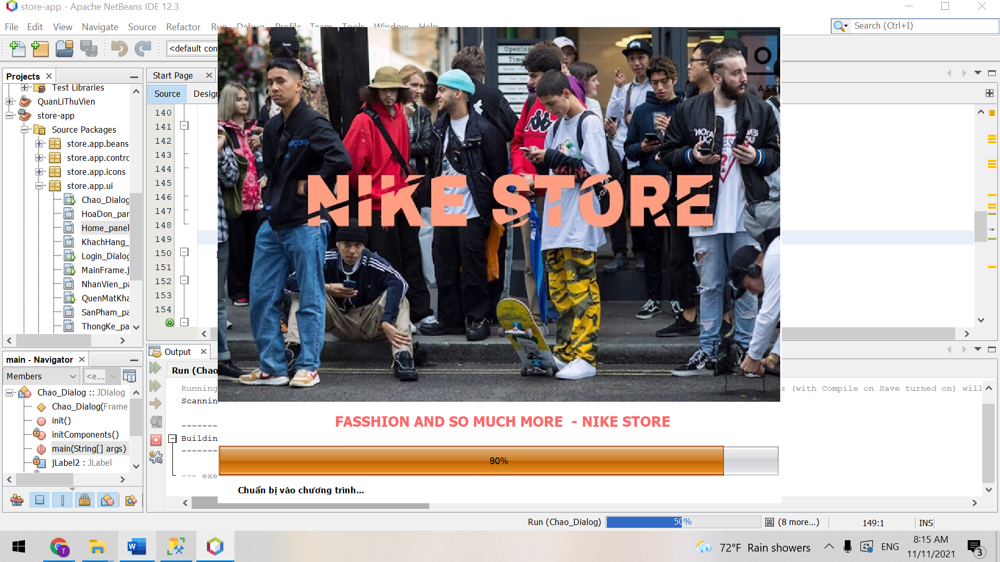 store-app - Apache NetBeans IDE 12.3
File Edit View Navigate Source Refactor Run Debug Profile Team Tools Window Help
Search (Ctrl+I)
<default con
Projects
Start Page
Source Design
Test Libraries
QuanLiThuVien
store-app
Source Packages
store.app.beans
store.app.contro
store.app.icons
store.app.ui
Chao_Dialog
HoaDon_par
Home_panel
KhachHang_
Login_Dialog
MainFrame.j
NhanVien_pa
QuenMatKha
SanPham_pa
ThongKe_pa
140
141
142
143
144
145
146
147
148
149
150
151
152
153
154
Opening
Time
NIKE STORE
main - Navigator
Members
<e...
Chao_Dialog :: JDialog
Chao_Dialog(Frame
init()
initComponents()
main(String[] args)
jLabel2 : JLabel
Output
Run (Chao
Running
s (with Compile on Save turned on) will
Scannin
--------
Buildin
--------
--- exe
FASSHION AND SO MUCH MORE - NIKE STORE
90%
Chuẩn bị vào chương trình...
Run (Chao_Dialog)
50%
(8 more...)
149:1
INS
72°F Rain showers
ENG
8:15 AM
11/11/2021
3